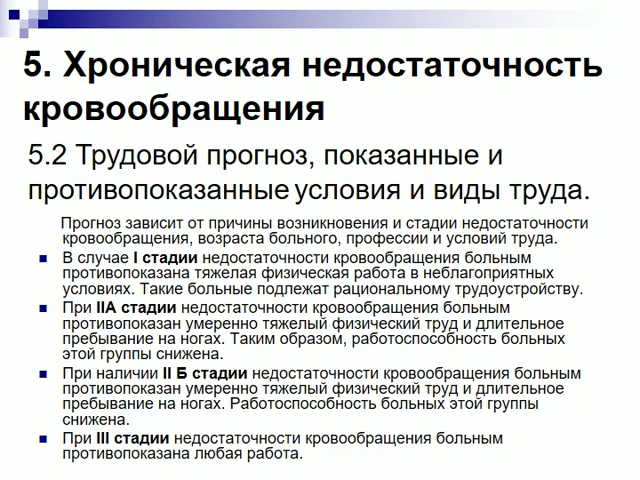 5. Хроническая недостаточность
кровообращения
5.2 Трудовой прогноз, показанные и
противопоказанные условия и виды труда.
Прогноз зависит от причины возникновения и стадии недостаточности
кровообращения, возраста больного, профессии и условий труда.
В случае I стадии недостаточности кровообращения больным
противопоказана тяжелая физическая работа в неблагоприятных
условиях. Такие больные подлежат рациональному трудоустройству.
При IIА стадии недостаточности кровообращения больным
противопоказан умеренно тяжелый физический труд и длительное
пребывание на ногах. Таким образом, работоспособность больных
этой группы снижена.
При наличии II Б стадии недостаточности кровообращения больным
противопоказан умеренно тяжелый физический труд и длительное
пребывание на ногах. Работоспособность больных этой группы
снижена.
При III стадии недостаточности кровообращения больным
противопоказана любая работа.